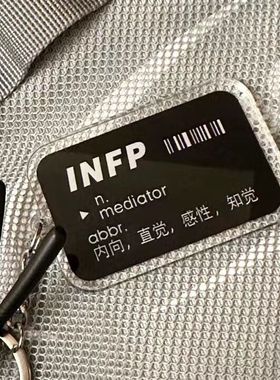 INFP
n.
▶ mediator
abbr.
内向，直觉，感性，知觉